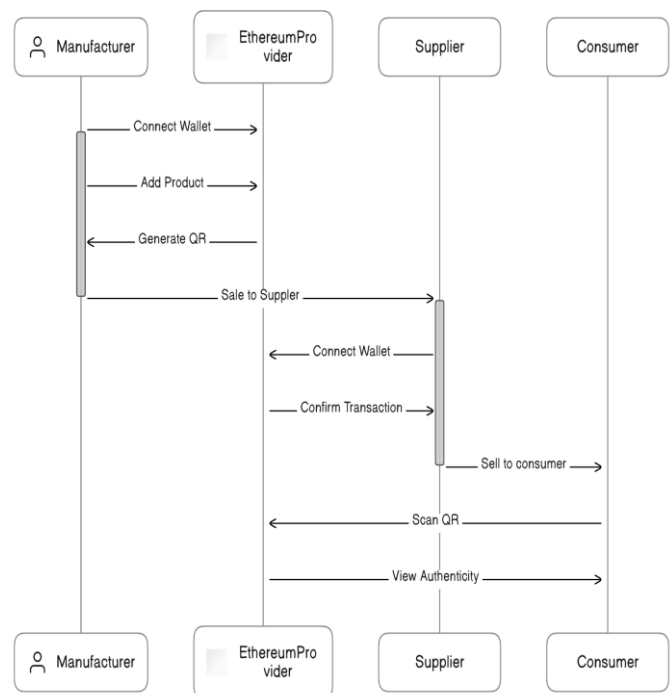 Manufacturer
EthereumPro
vider
Supplier
Consumer
Connect Wallet
Add Product
Generate QR
Sale to Suppler
Connect Wallet
Confirm Transaction
Sell to consumer
Scan QR
View Authenticity
Manufacturer
EthereumPro
vider
Supplier
Consumer